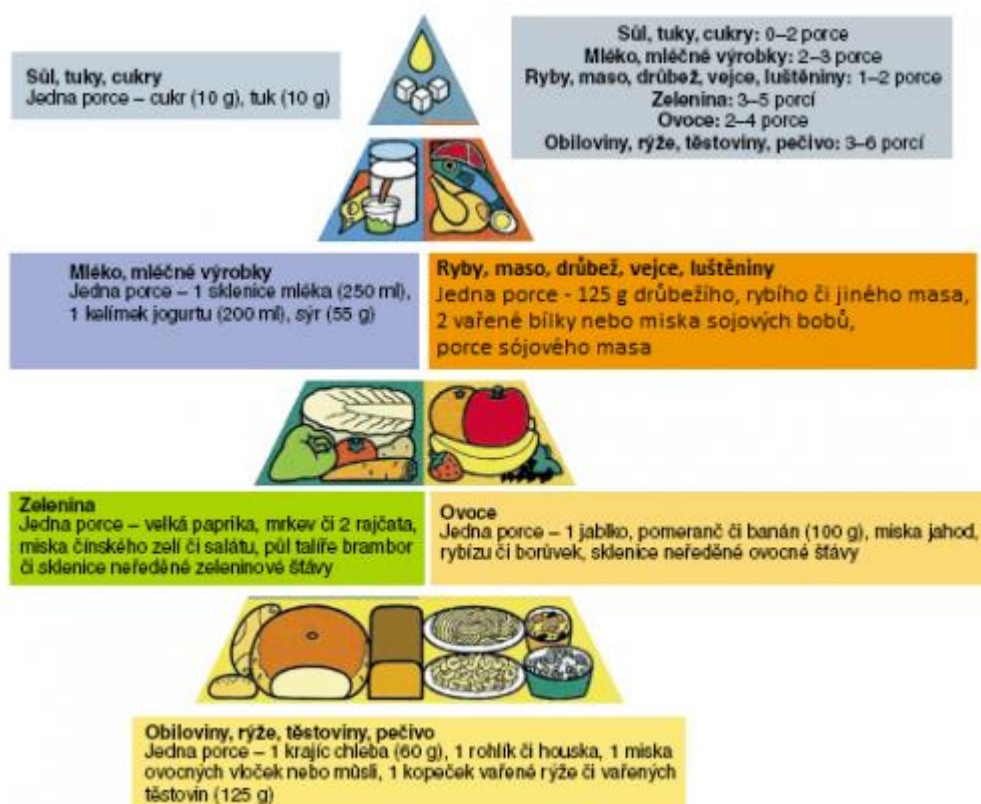 Sůl, tuky, cukry
Jedna porce – cukr (10 g), tuk (10 g)
Sůl, tuky, cukry: 0–2 porce
Mléko, mléčné výrobky: 2–3 porce
Ryby, maso, drůbež, vejce, luštěniny: 1–2 porce
Zelenina: 3–5 porcí
Ovoce: 2–4 porce
Obiloviny, rýže, těstoviny, pečivo: 3–6 porcí
Mléko, mléčné výrobky
Jedna porce – 1 sklenice mléka (250 ml),
1 kelímek jogurtu (200 ml), sýr (55 g)
Ryby, maso, drůbež, vejce, luštěniny
Jedna porce - 125 g drůbežího, rybího či jiného masa,
2 vařené bílky nebo miska sojových bobů,
porce sójového masa
Zelenina
Jedna porce – velká paprika, mrkev či 2 rajčata,
miska čínského zelí či salátu, půl talíře brambor
či sklenice neředěné zeleninové šťávy
Ovoce
Jedna porce – 1 jablko, pomeranč či banán (100 g), miska jahod,
rybízu či borůvek, sklenice neředěné ovocné šťávy
Obiloviny, rýže, těstoviny, pečivo
Jedna porce – 1 krajíc chleba (60 g), 1 rohlík či houska, 1 miska
ovocných vloček nebo műsli, 1 kopeček vařené rýže či vařených
těstovin (125 g)